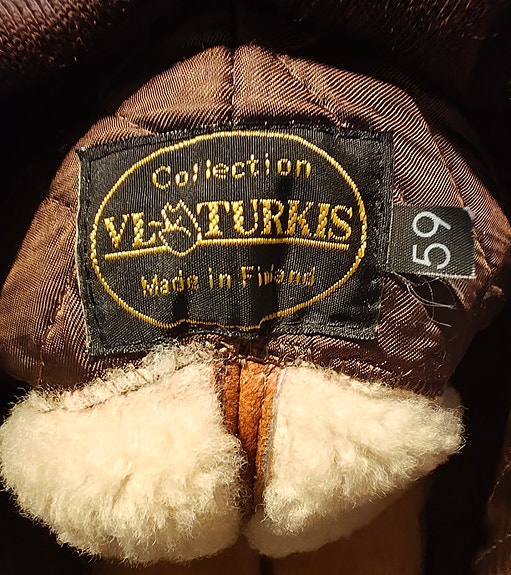 Collection
VL TURKIS
Made in Finland
59